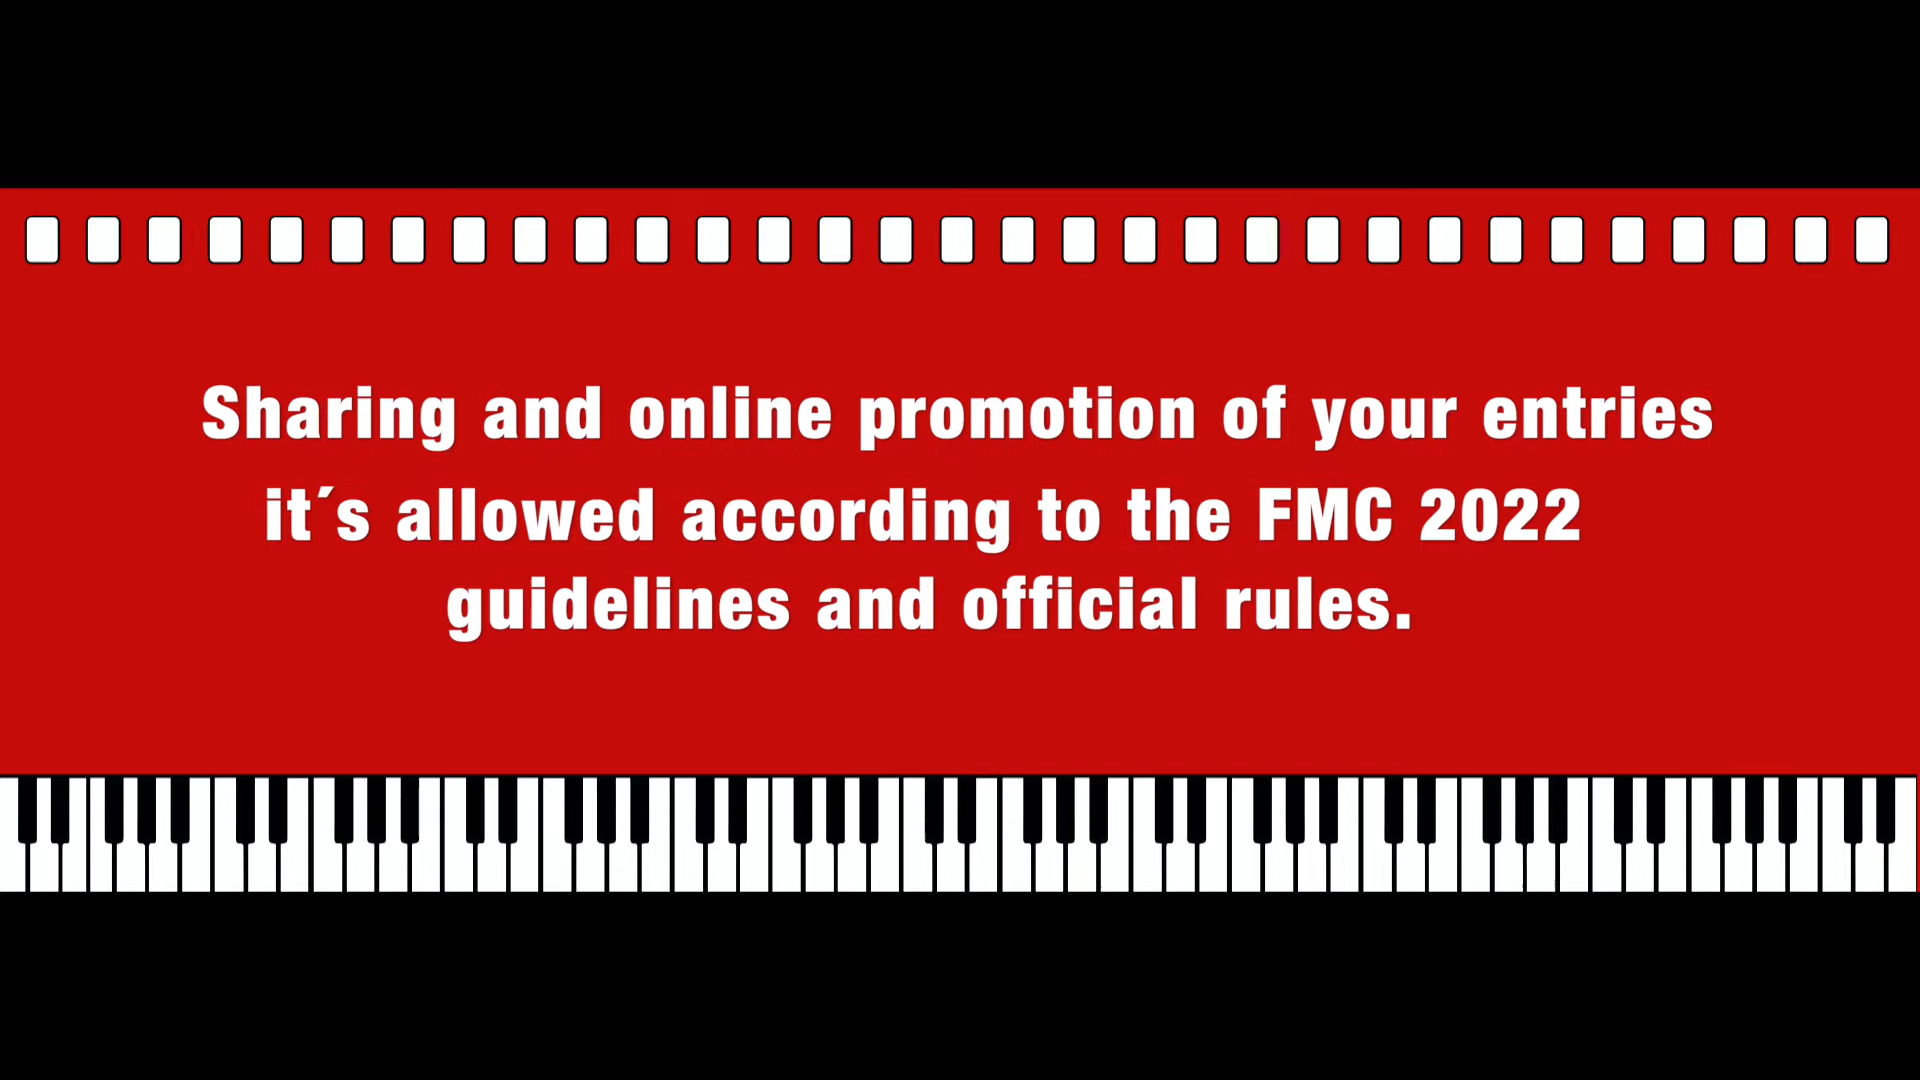 Sharing and online promotion of your entries
it´s allowed according to the FMC 2022
guidelines and official rules.